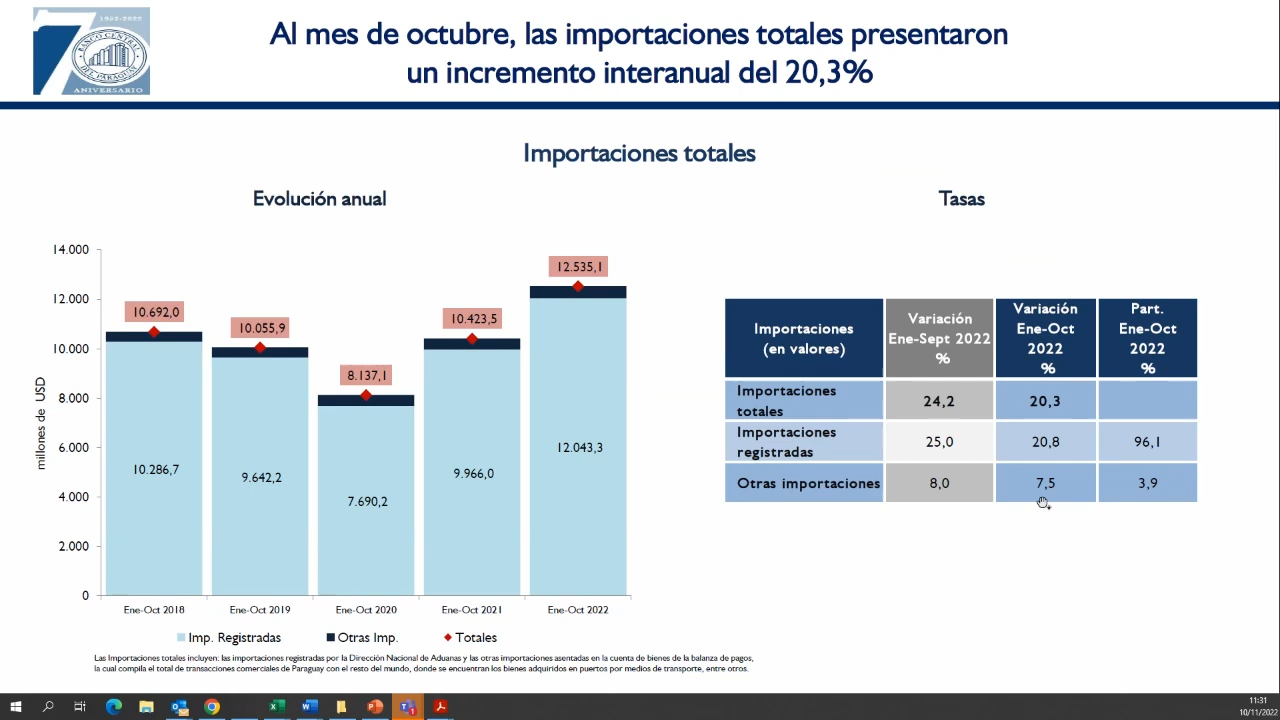 1952-2022
BANCO CENTRAL
DEL PARAGUAY
ANIVERSARIO
Al mes de octubre, las importaciones totales presentaron
un incremento interanual del 20,3%
Importaciones totales
Evolución anual
millones de USD
14.000
12.000
10.000
8.000
6.000
4.000
2.000
0
10.692,0
10.055,9
8.137,1
10.423,5
12.535,1
10.286,7
9.642,2
7.690,2
9.966,0
12.043,3
Ene-Oct 2018
Ene-Oct 2019
Ene-Oct 2020
Ene-Oct 2021
Ene-Oct 2022
Imp. Registradas
Otras Imp.
Totales
Tasas
Importaciones
(en valores)
Variación
Ene-Sept 2022
%
Variación
Ene-Oct
2022
%
Part.
Ene-Oct
2022
%
Importaciones
totales
24,2
20,3
Importaciones
registradas
25,0
20,8
96,1
Otras importaciones
8,0
7,5
3,9
Las Importaciones totales incluyen: las importaciones registradas por la Dirección Nacional de Aduanas y las otras importaciones asentadas en la cuenta de bienes de la balanza de pagos,
la cual compila el total de transacciones comerciales de Paraguay con el resto del mundo, donde se encuentran los bienes adquiridos en puertos por medios de transporte, entre otros.
11:31
10/11/2022